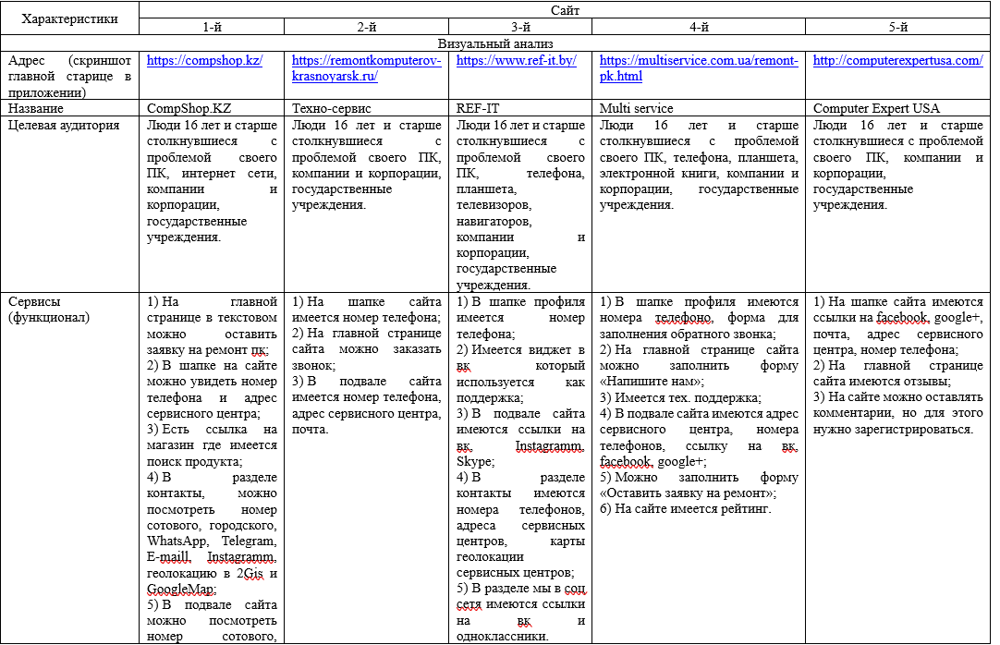 Характеристики
Сайт
1-й
2-й
3-й
4-й
5-й
Визуальный анализ
Адрес (скриншот
главной старице в
приложении)
https://compshop.kz/
https://remontkomputerov-
krasnoyarsk.ru/
https://www.ref-it.by/
https://multiservice.com.ua/remont-
pk.html
http://computerexpertusa.com/
Название
CompShop.KZ
Техно-сервис
REF-IT
Multi service
Computer Expert USA
Целевая аудитория
Люди 16 лет и старше
столкнувшиеся с
проблемой своего
ПК, интернет сети,
компании и
корпорации,
государственные
учреждения.
Люди 16 лет и старше
столкнувшиеся с
проблемой своего ПК,
компании и корпорации,
государственные
учреждения.
Люди 16 лет и старше
столкнувшиеся с
проблемой своего
ПК, телефона,
планшета,
телевизоров,
навигаторов,
компании и
корпорации,
государственные
учреждения.
Люди 16 лет и старше
столкнувшиеся с проблемой
своего ПК, телефона, планшета,
электронной книги, компании и
корпорации, государственные
учреждения.
Люди 16 лет и старше
столкнувшиеся с проблемой
своего ПК, компании и
корпорации,
государственные
учреждения.
Сервисы
(функционал)
1) На главной
странице в текстовом
можно оставить
заявку на ремонт пк;
2) В шапке на сайте
можно увидеть номер
телефона и адрес
сервисного центра;
3) Есть ссылка на
магазин где имеется
поиск продукта;
4) В разделе
контакты, можно
посмотреть номер
сотового, городского,
WhatsApp, Telegram,
E-maill, Instagramm,
геолокацию в 2Gis и
GoogleMap;
5) В подвале сайта
можно посмотреть
номер сотового,
1) На шапке сайта
имеется номер телефона;
2) На главной странице
сайта можно заказать
звонок;
3) В подвале сайта
имеется номер телефона,
адрес сервисного центра,
почта.
1) В шапке профиля
имеется номер
телефона;
2) Имеется виджет в
вк который
используется как
поддержка;
3) В подвале сайта
имеются ссылки на
вк, Instagramm,
Skype;
4) В разделе
контакты имеются
номера телефонов,
адреса сервисных
центров, карты
геолокации
сервисных центров;
5) В разделе мы в соц
сетя имеются ссылки
на вк и
одноклассники.
1) В шапке профиля имеются
номера телефоно, форма для
заполнения обратного звонка;
2) На главной странице сайта
можно заполнить форму
«Напишите нам»;
3) Имеется тех. поддержка;
4) В подвале сайта имеются адрес
сервисного центра, номера
телефонов, ссылку на вк,
facebook, google+;
5) Можно заполнить форму
«Оставить заявку на ремонт»;
6) На сайте имеется рейтинг.
1) На шапке сайта имеются
ссылки на facebook, google+,
почта, адрес сервисного
центра, номер телефона;
2) На главной странице
сайта имеются отзывы;
3) На сайте можно оставлять
комментарии, но для этого
нужно зарегистрироваться.